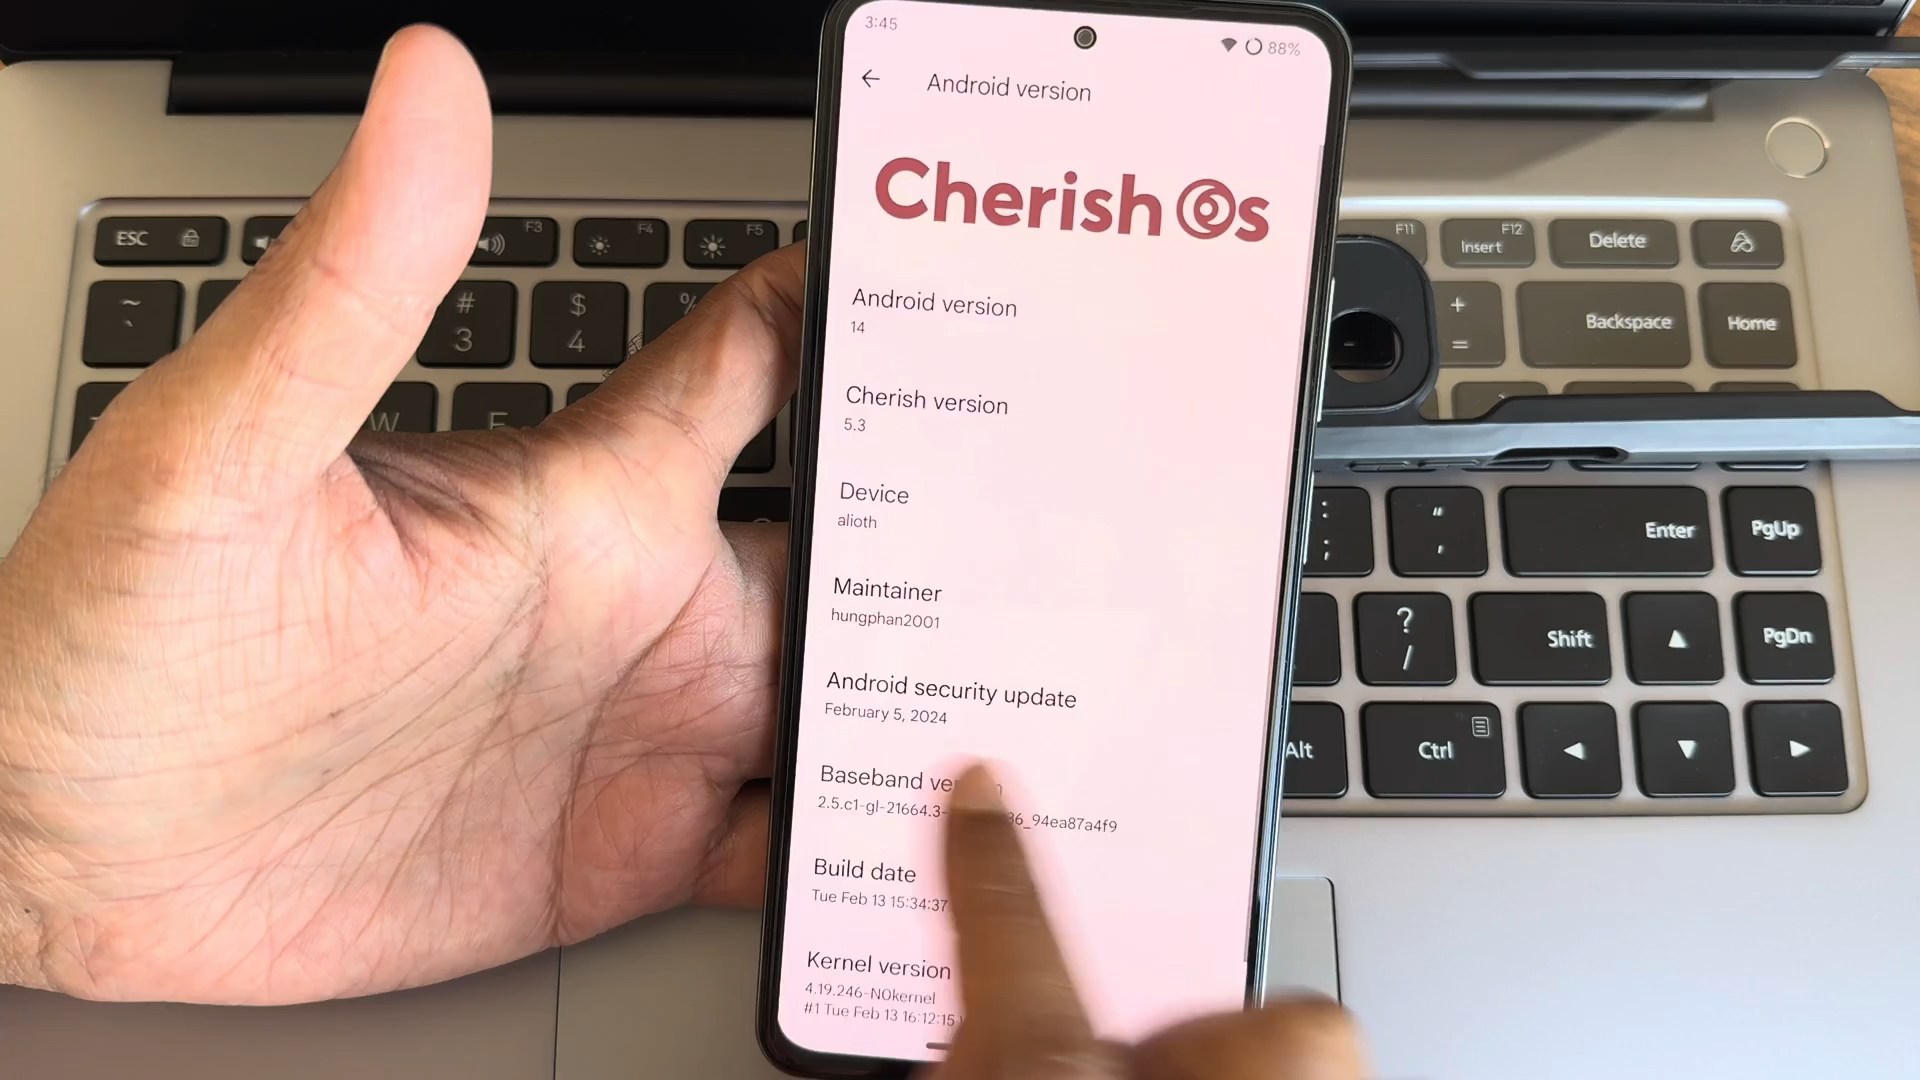 3:45
88%
Android version
Cherish Os
Android version
14
Cherish version
5.3
Device
alioth
Maintainer
hungphan2001
Android security update
February 5, 2024
Baseband
2.5.c1-gl-21664.3- 36_94ea87a4f9
Build date
Tue Feb 13 15:34:37
Kernel version
4.19.246-N0kernel
#1 Tue Feb 13 16:12:15
ESC
F3
F4
F5
F11
Insert F12
Delete
~
`
#
3
$
4
%
+
=
-
Backspace
Home
W
E
:
;
"
'
Enter
PgUp
?
/
Shift
▲
PgDn
Alt
Ctrl
◀
▼
▶